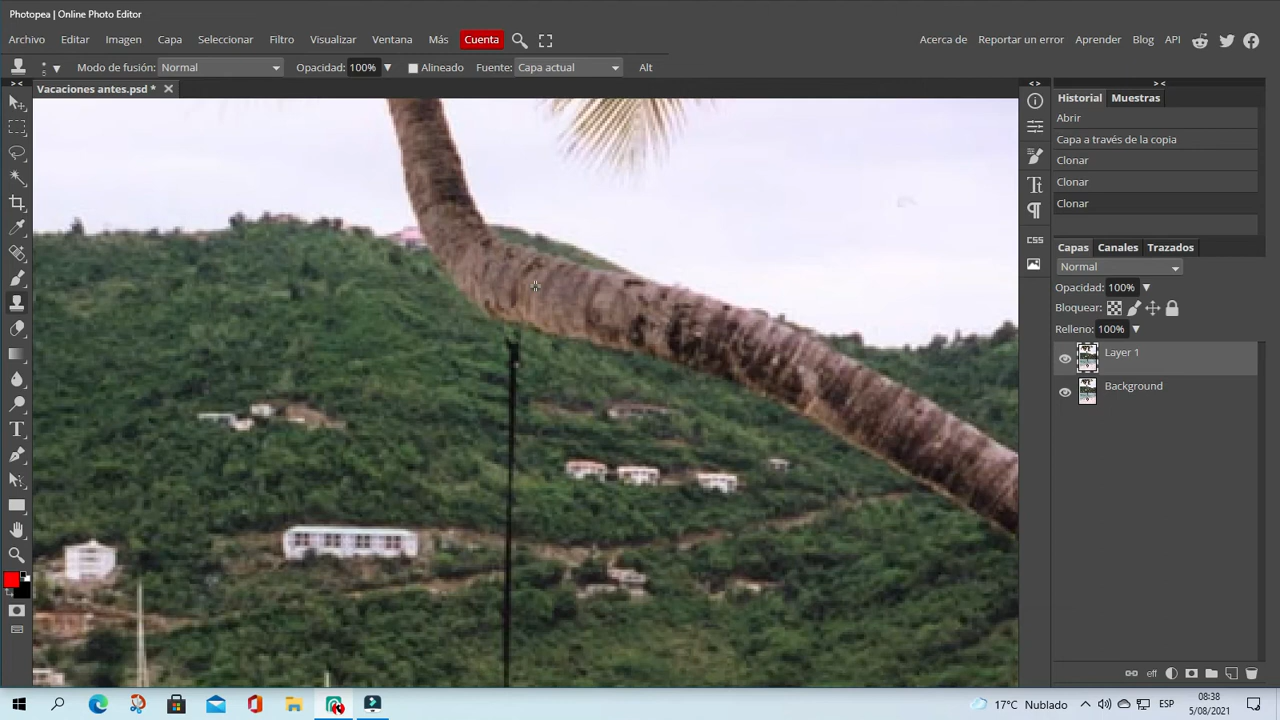 Photopea | Online Photo Editor
Archivo Editar Imagen Capa Seleccionar Filtro Visualizar Ventana Más Cuenta Acerca de Reportar un error Aprender Blog API
5 Modo de fusión: Normal Opacidad: 100% Alineado Fuente: Capa actual Alt
Vacaciones antes.psd *
Historial Muestras
Abrir
Capa a través de la copia
Clonar
Clonar
Clonar
CSS
Capas Canales Trazados
Normal
Opacidad: 100%
Bloquear:
Relleno: 100%
Layer 1
Background
eff
17°C Nublado ESP 08:38
5/08/2021